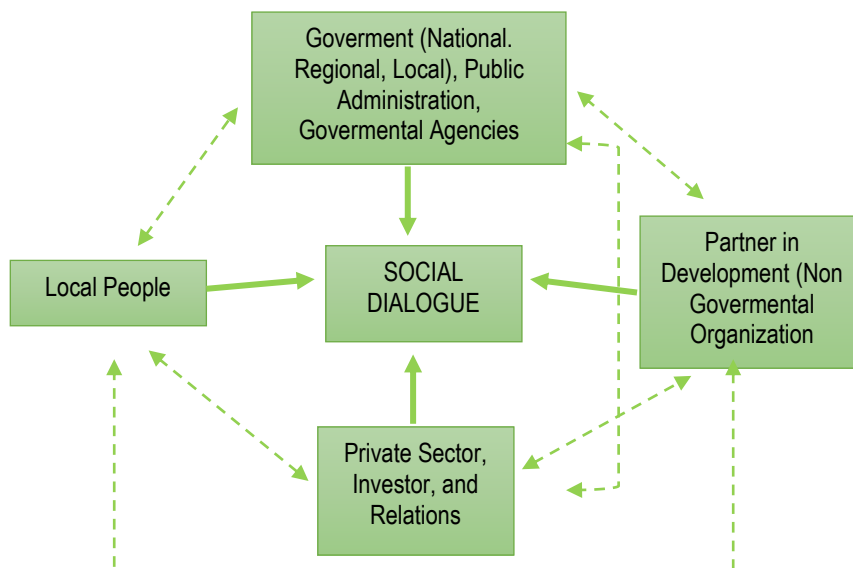 Goverment (National.
Regional, Local), Public
Administration,
Govermental Agencies
Local People
SOCIAL
DIALOGUE
Partner in
Development (Non
Govermental
Organization
Private Sector,
Investor, and
Relations